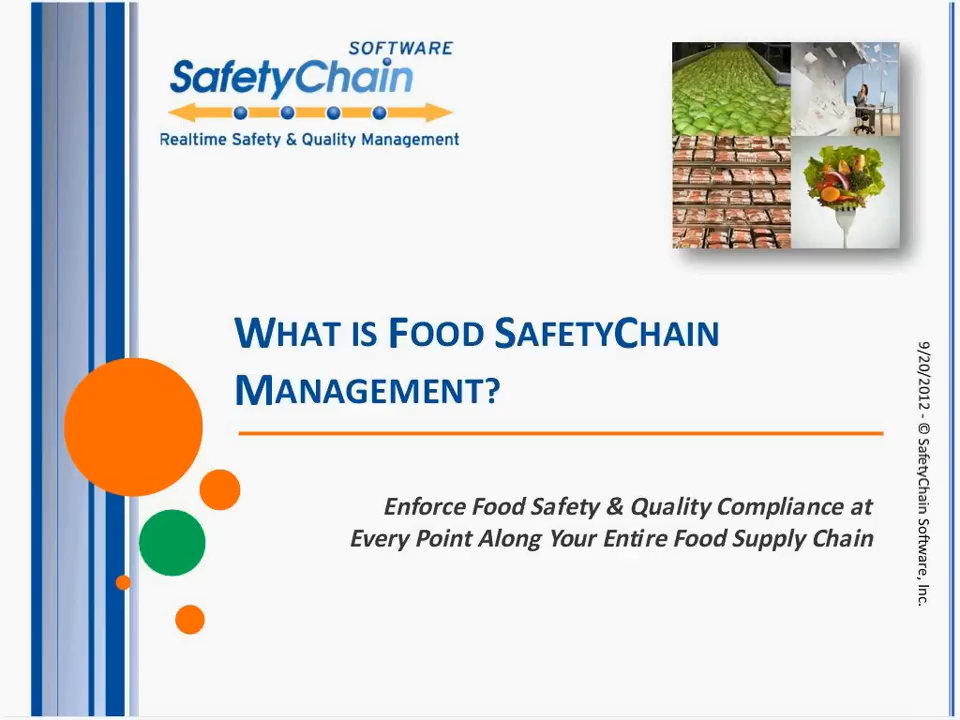 SOFTWARE
SafetyChain
Realtime Safety & Quality Management
WHAT IS FOOD SAFETYCHAIN
MANAGEMENT?
Enforce Food Safety & Quality Compliance at
Every Point Along Your Entire Food Supply Chain
9/20/2012 - © SafetyChain Software, Inc.